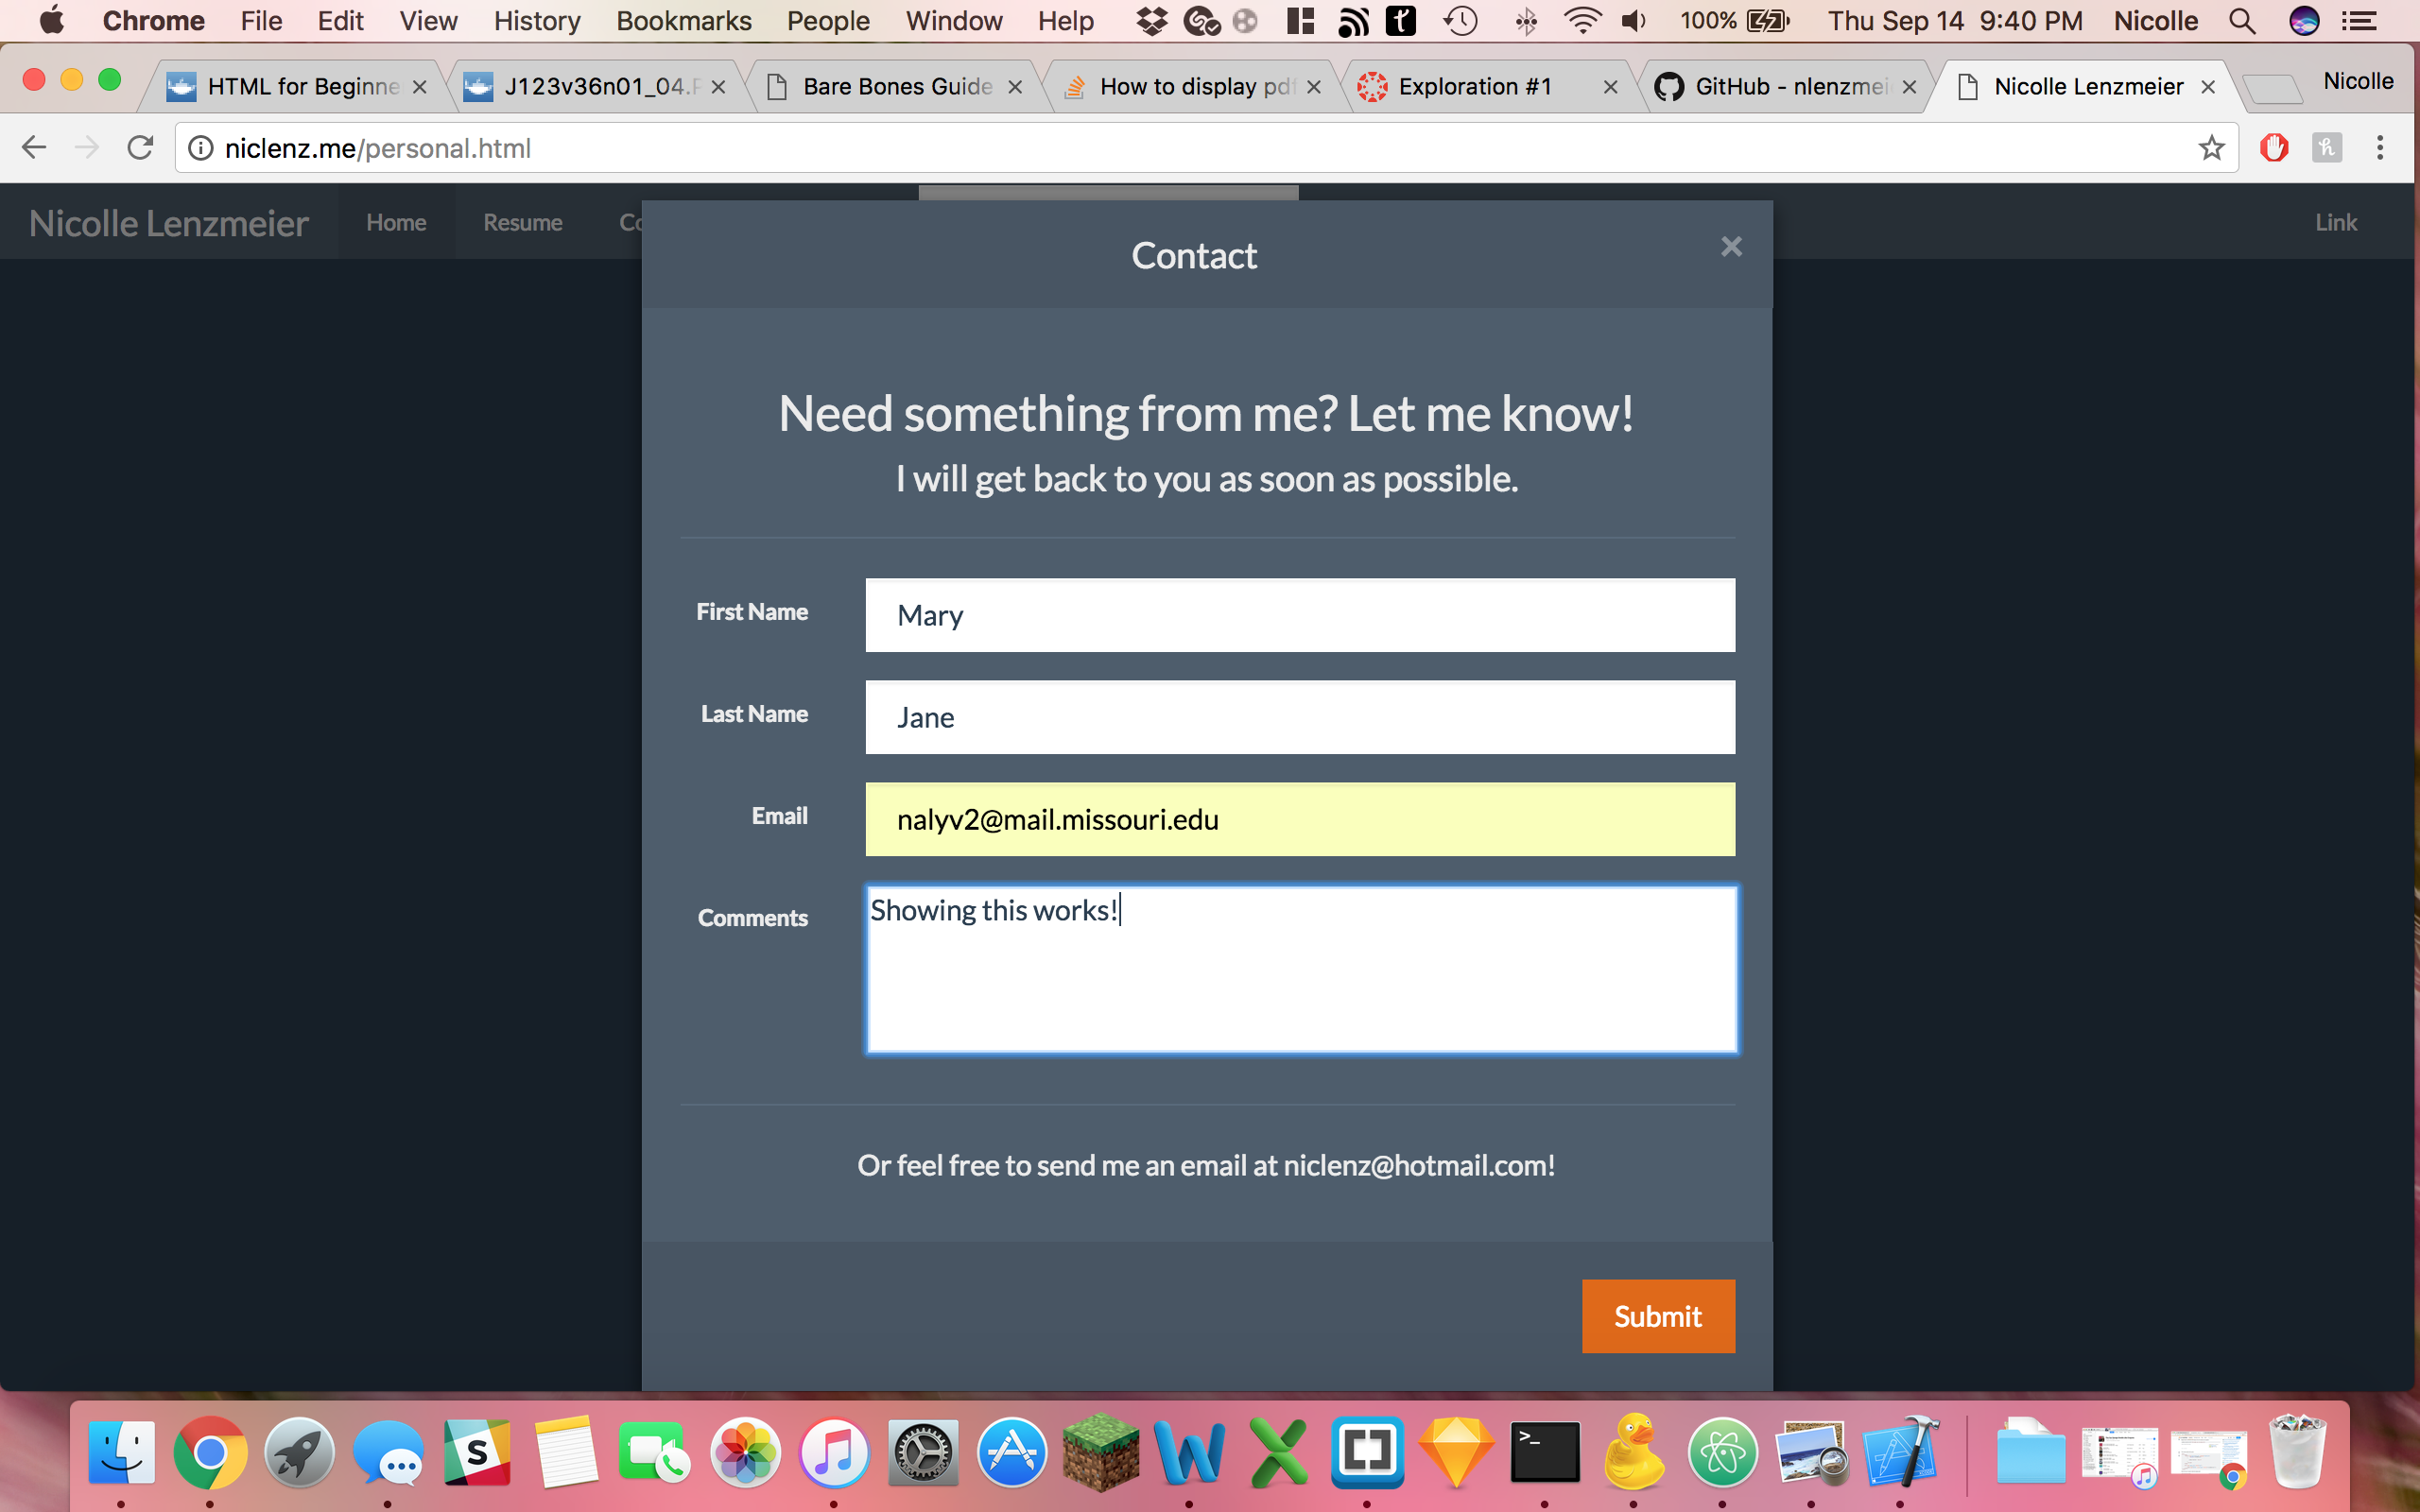 Chrome File Edit View History Bookmarks People Window Help 100% Thu Sep 14 9:40 PM Nicolle
HTML for Beginne J123v36n01_04.P Bare Bones Guide How to display pdf Exploration #1 GitHub - nlenzmei Nicolle Lenzmeier Nicolle
niclenz.me/personal.html
Nicolle Lenzmeier Home Resume Co Link
Contact ×
Need something from me? Let me know!
I will get back to you as soon as possible.
First Name Mary
Last Name Jane
Email nalyv2@mail.missouri.edu
Comments Showing this works!
Or feel free to send me an email at niclenz@hotmail.com!
Submit